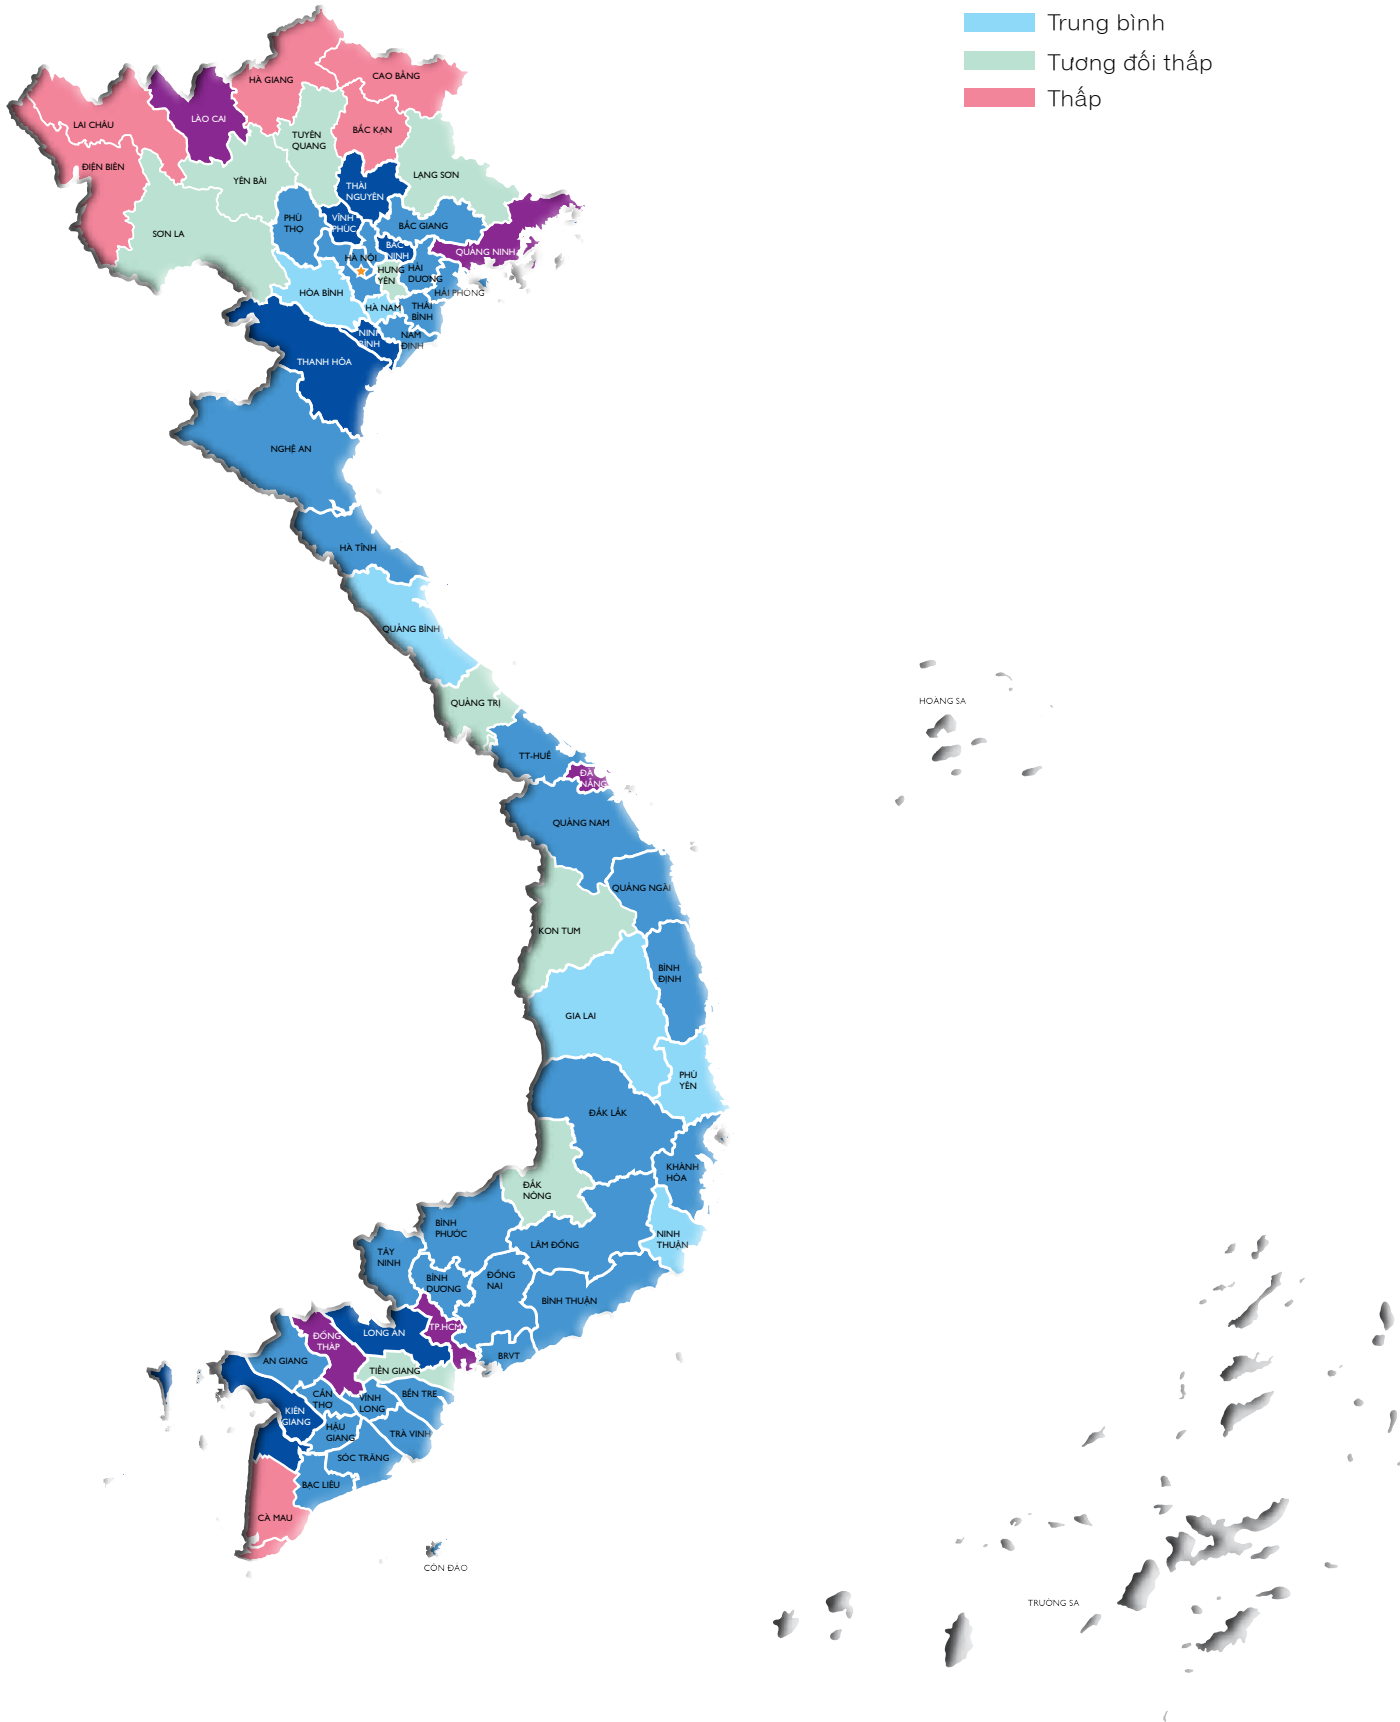 Trung bình
Tương đối thấp
Thấp
HÀ GIANG
CAO BẰNG
LÀO CAI
LAI CHÂU
BẮC KẠN
TUYÊN
QUANG
ĐIỆN BIÊN
LẠNG SƠN
YÊN BÁI
THÁI
NGUYÊN
PHÚ
THỌ
VĨNH
PHÚC
BẮC GIANG
SƠN LA
BẮC
NINH
QUẢNG NINH
HÀ NỘI
HƯNG
YÊN
HẢI
DƯƠNG
HẢI PHÒNG
HÒA BÌNH
HÀ NAM
THÁI
BÌNH
NINH
BÌNH
NAM
ĐỊNH
THANH HÓA
NGHỆ AN
HÀ TĨNH
QUẢNG BÌNH
QUẢNG TRỊ
HOÀNG SA
TT-HUẾ
ĐÀ
NẴNG
QUẢNG NAM
QUẢNG NGÃI
KON TUM
BÌNH
ĐỊNH
GIA LAI
PHÚ
YÊN
ĐẮK LẮK
KHÁNH
HÒA
ĐẮK
NÔNG
BÌNH
PHƯỚC
LÂM ĐỒNG
NINH
THUẬN
TÂY
NINH
BÌNH
DƯƠNG
ĐỒNG
NAI
BÌNH THUẬN
TP.HCM
LONG AN
ĐỒNG
THÁP
BRVT
AN GIANG
TIỀN GIANG
CẦN
THƠ
VĨNH
LONG
BẾN TRE
KIÊN
GIANG
HẬU
GIANG
TRÀ VINH
SÓC TRĂNG
BẠC LIÊU
CÀ MAU
CÔN ĐẢO
TRƯỜNG SA